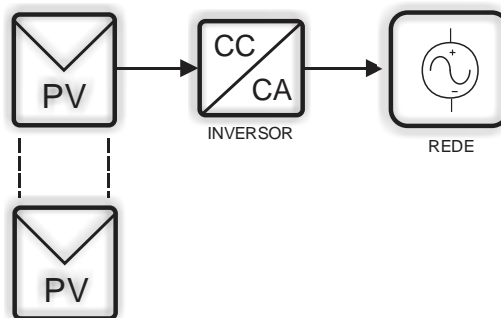 PV
CC
CA
INVERSOR
+
-
REDE
PV